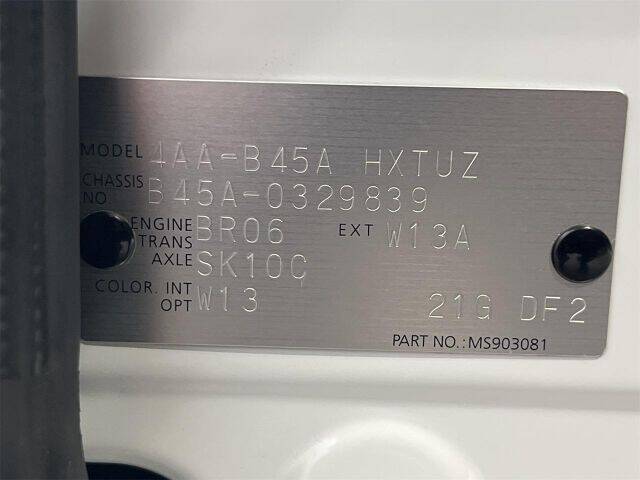 MODEL 4AA-B45A HXTUZ
CHASSIS NO B45A-0329839
ENGINE BR06 EXT W13A
TRANS AXLE SK10C
COLOR. INT OPT W13 21G DF2
PART NO.:MS903081